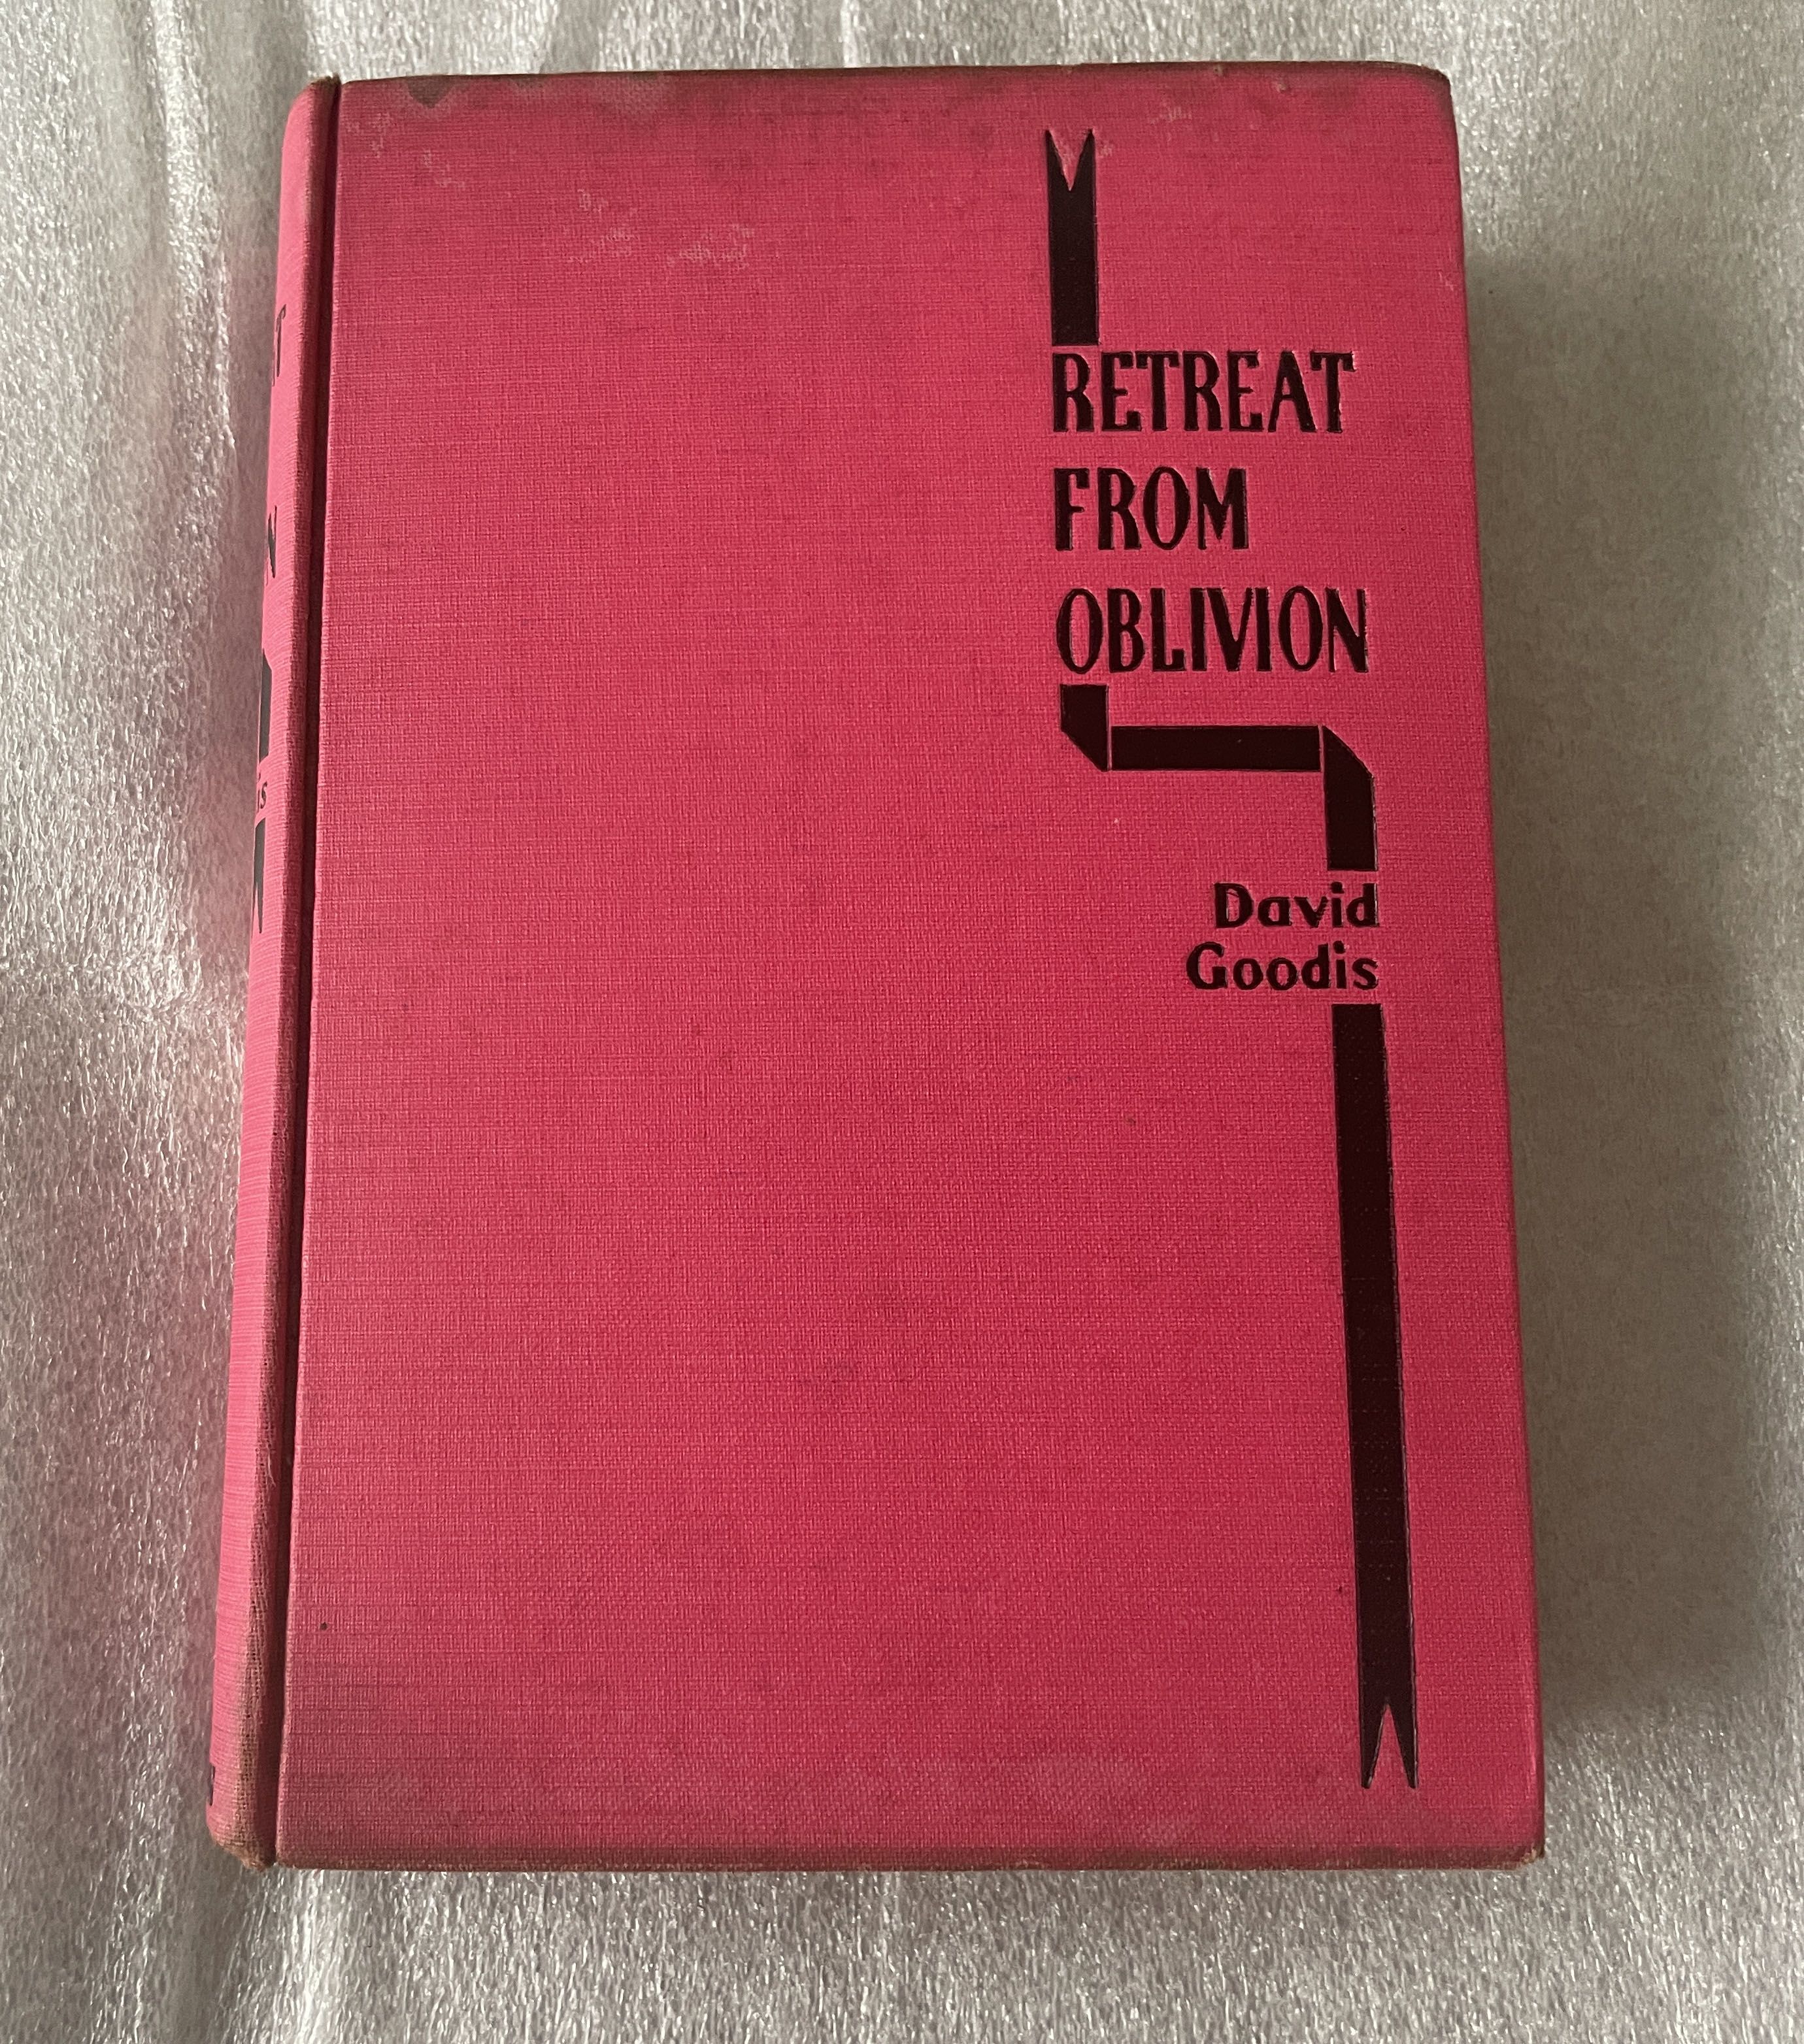 RETREAT
FROM
OBLIVION
David
Goodis